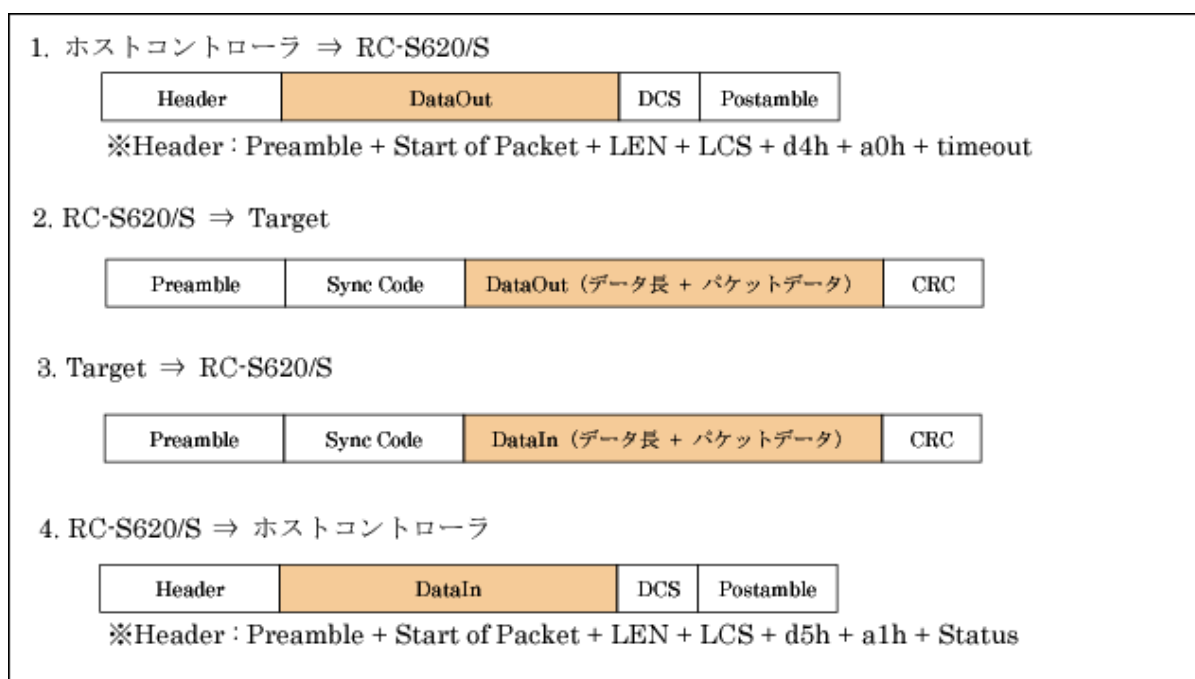 1. ホストコントローラ ⇒ RC-S620/S
Header DataOut DCS Postamble
※Header : Preamble + Start of Packet + LEN + LCS + d4h + a0h + timeout
2. RC-S620/S ⇒ Target
Preamble Sync Code DataOut (データ長 + パケットデータ) CRC
3. Target ⇒ RC-S620/S
Preamble Sync Code DataIn (データ長 + パケットデータ) CRC
4. RC-S620/S ⇒ ホストコントローラ
Header DataIn DCS Postamble
※Header : Preamble + Start of Packet + LEN + LCS + d5h + a1h + Status